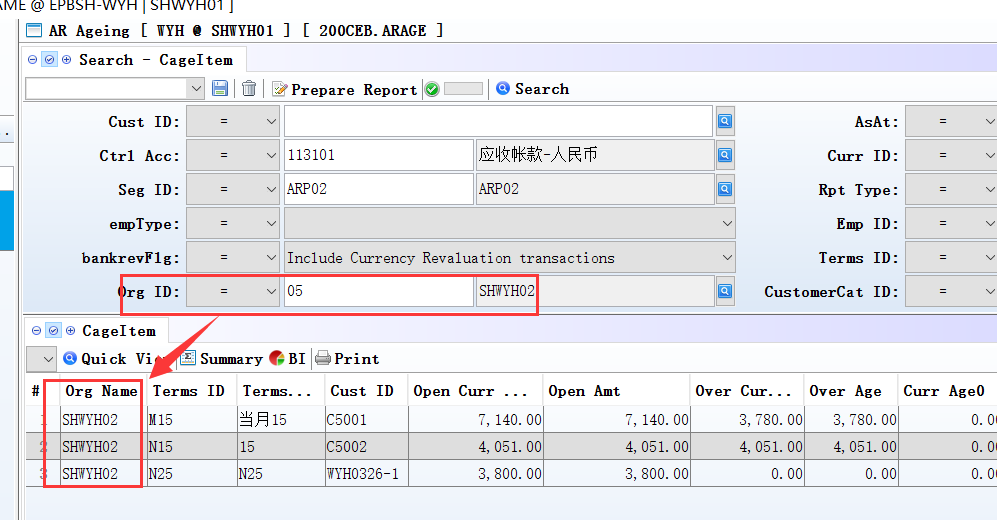 AME @ EPBSH-WYH | SHWYH01 ]
AR Ageing [ WYH @ SHWYH01 ] [ 200CEB.ARAGE ]
Search - CageItem
Prepare Report Search
Cust ID: = AsAt: =
Ctrl Acc: = 113101 应收帐款-人民币 Curr ID: =
Seg ID: = ARP02 ARP02 Rpt Type: =
empType: = Emp ID: =
bankrevFlg: = Include Currency Revaluation transactions Terms ID: =
Org ID: = 05 SHWYH02 CustomerCat ID: =
CageItem
Quick Vi Summary BI Print
# Org Name Terms ID Terms... Cust ID Open Curr ... Open Amt Over Cur... Over Age Curr Age0
1 SHWYH02 M15 当月15 C5001 7,140.00 7,140.00 3,780.00 3,780.00 0.00
2 SHWYH02 N15 15 C5002 4,051.00 4,051.00 4,051.00 4,051.00 0.00
3 SHWYH02 N25 N25 WYH0326-1 3,800.00 3,800.00 0.00 0.00 0.00